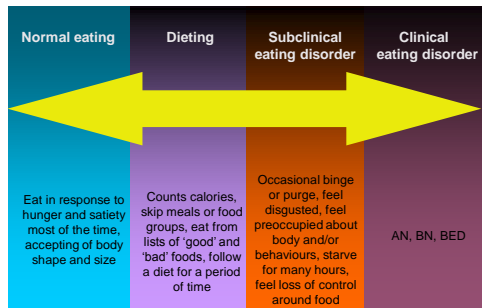 Normal eating
Dieting
Subclinical
eating disorder
Clinical
eating disorder
Eat in response to
hunger and satiety
most of the time,
accepting of body
shape and size
Counts calories,
skip meals or food
groups, eat from
lists of ‘good’ and
‘bad’ foods, follow
a diet for a period
of time
Occasional binge
or purge, feel
disgusted, feel
preoccupied about
body and/or
behaviours, starve
for many hours,
feel loss of control
around food
AN, BN, BED